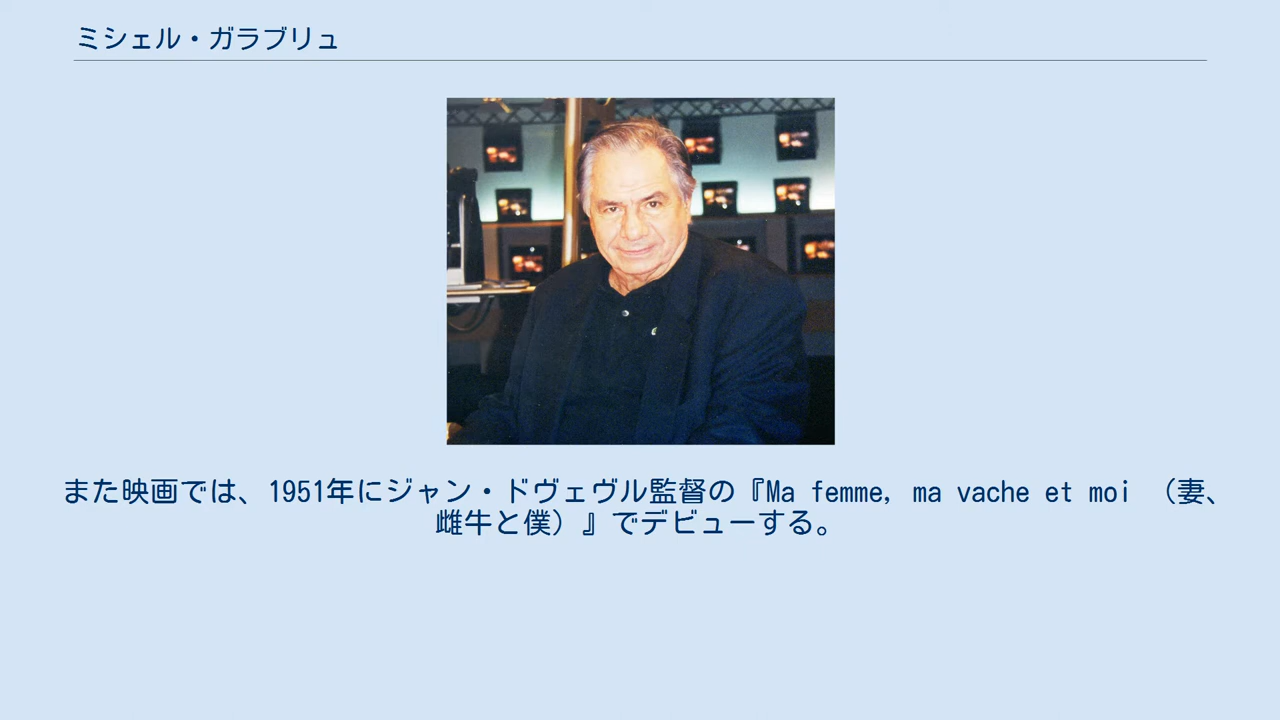 ミシェル・ガラブリュ
また映画では、1951年にジャン・ドヴェヴル監督の『Ma femme, ma vache et moi （妻、
雌牛と僕）』でデビューする。